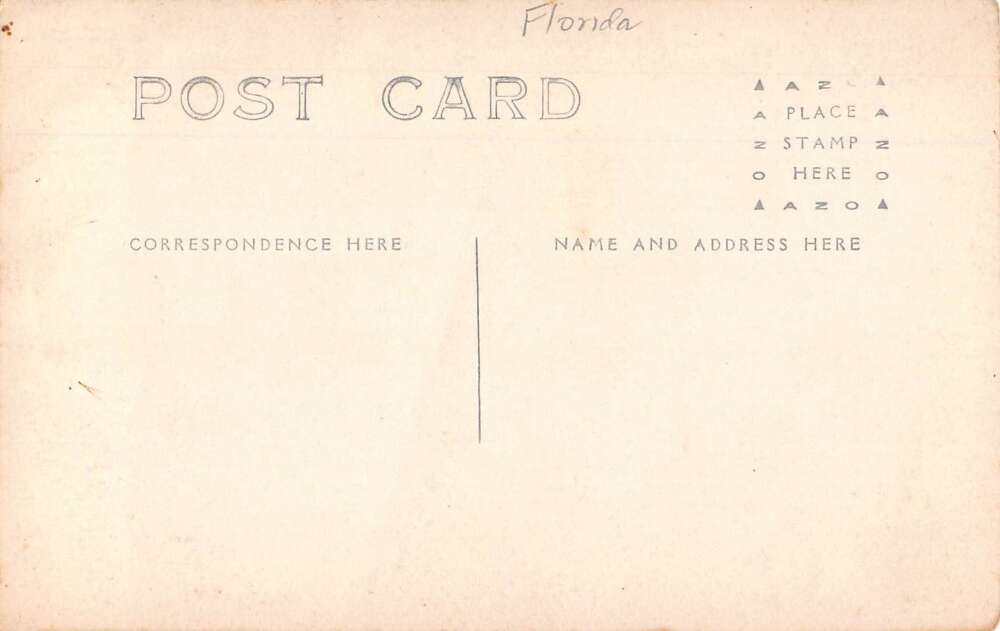 Florida
POST CARD
▲ A Z O ▲
A PLACE A
Z STAMP Z
O HERE O
▲ A Z O ▲
CORRESPONDENCE HERE
NAME AND ADDRESS HERE